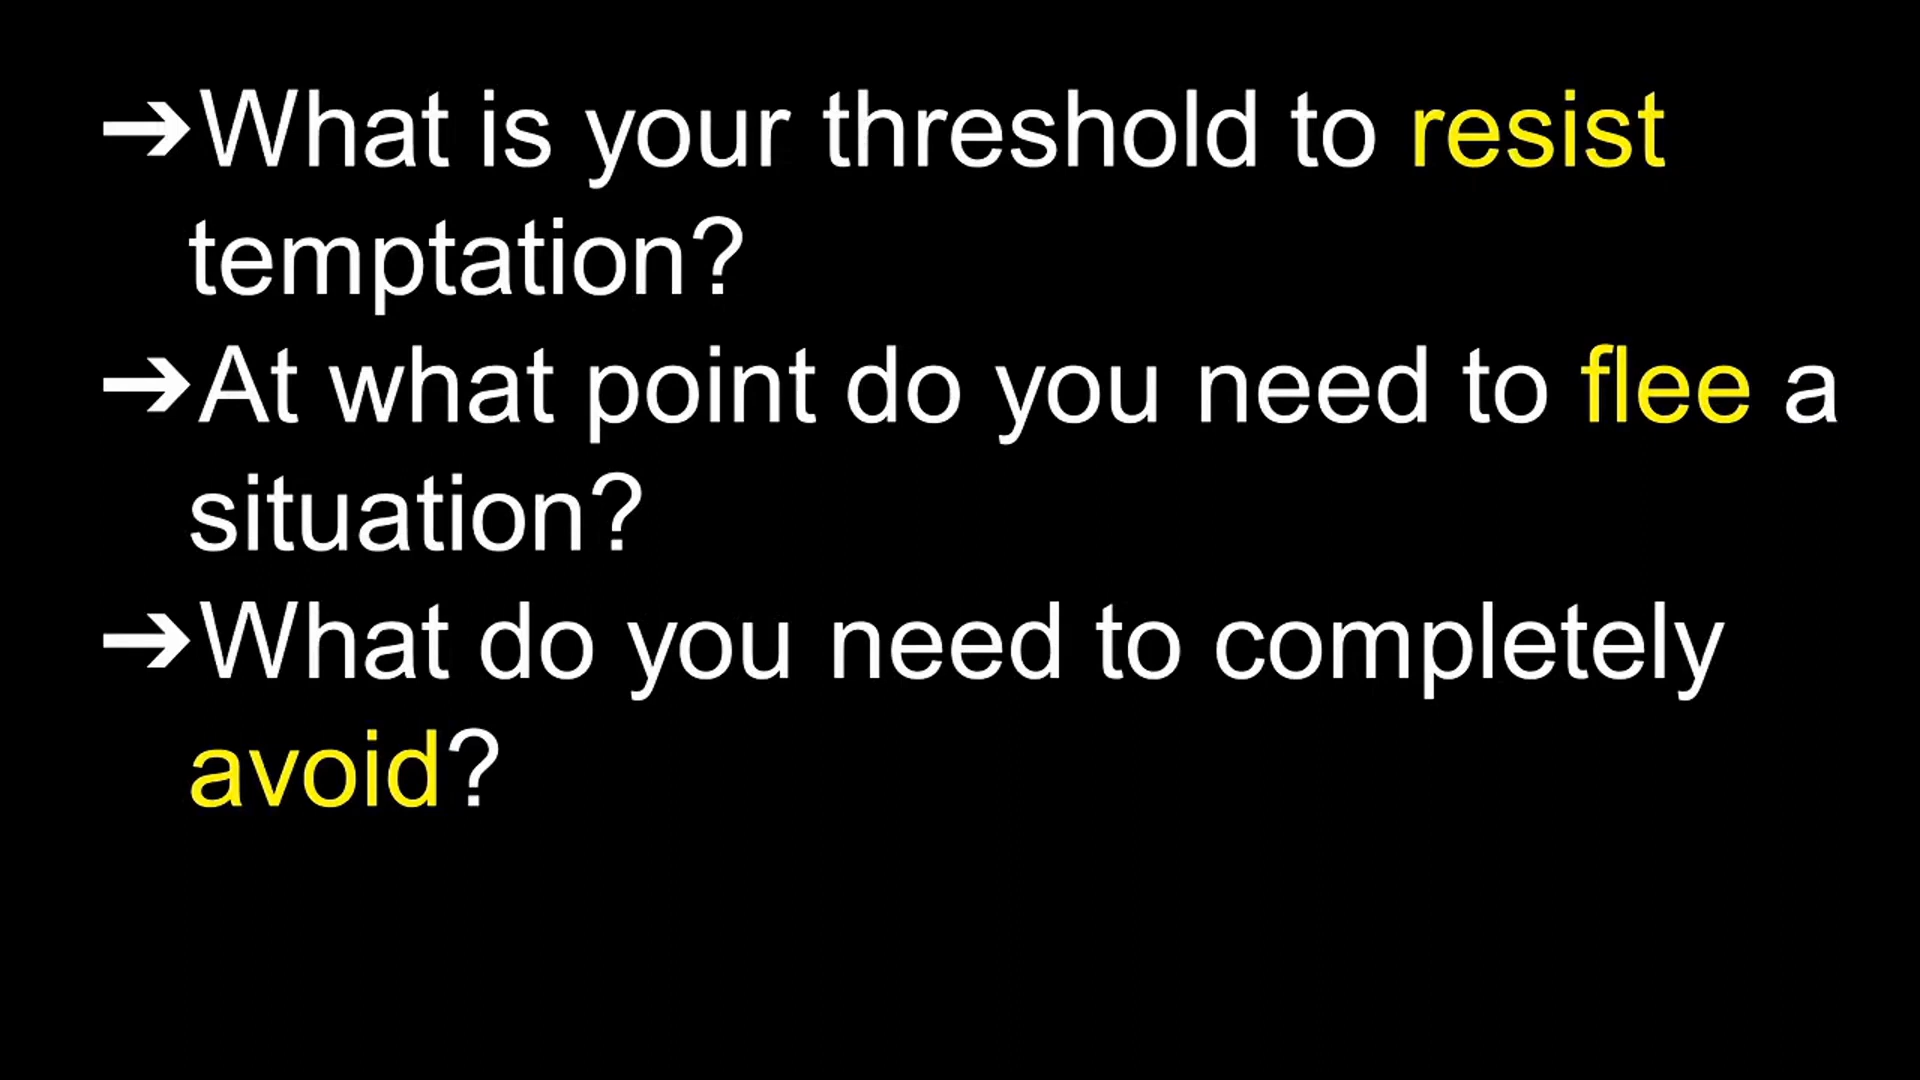 ➔What is your threshold to resist
temptation?
➔At what point do you need to flee a
situation?
➔What do you need to completely
avoid?